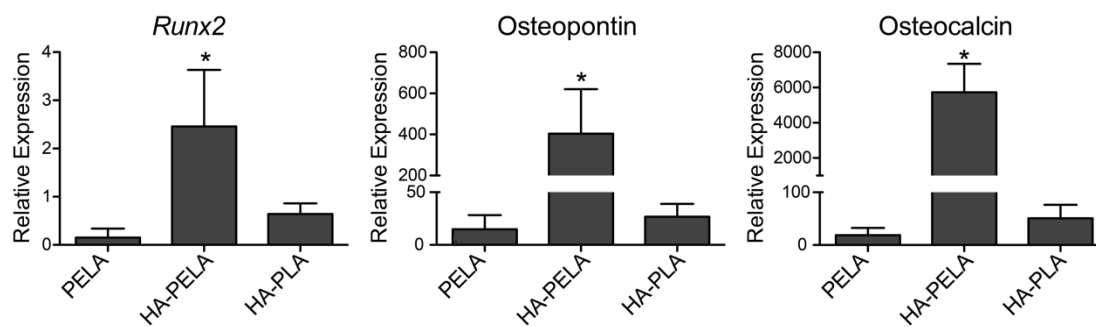 Runx2
Relative Expression
4
3
2
1
0
*
PELA
HA-PELA
HA-PLA
Osteopontin
Relative Expression
800
600
400
200
50
0
*
PELA
HA-PELA
HA-PLA
Osteocalcin
Relative Expression
8000
6000
4000
2000
100
0
*
PELA
HA-PELA
HA-PLA